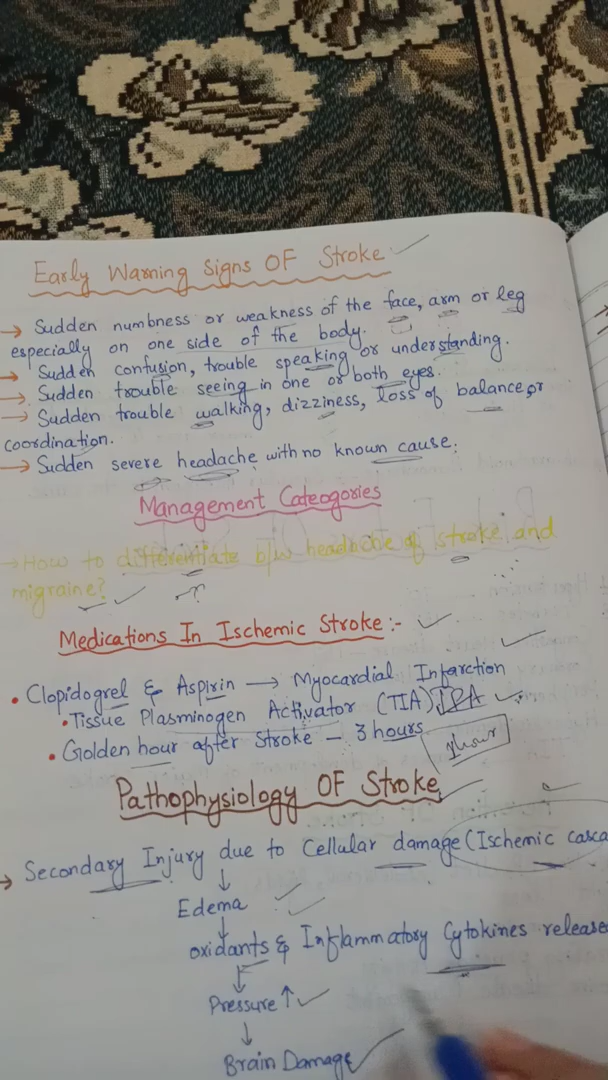 Early Warning Signs OF Stroke
→ Sudden numbness or weakness of the face, arm or leg
especially on one side of the body.
→ Sudden confusion, trouble speaking or understanding.
→ Sudden trouble seeing in one or both eyes.
→ Sudden trouble walking, dizziness, loss of balance or
coordination.
→ Sudden severe headache with no known cause.
Management Cateogories
→ How to differentiate b/w headache of stroke and
migraine?
Medications In Ischemic Stroke:-
• Clopidogrel & Aspirin → Myocardial Infarction
• Tissue Plasminogen Activator (TIA) TPA
• Golden hour after Stroke - 3 hours
1 hour
Pathophysiology OF Stroke
→ Secondary Injury due to Cellular damage (Ischemic casca
↓
Edema
↓
oxidants & Inflammatory Cytokines release
↓
Pressure ↑
↓
Brain Damage